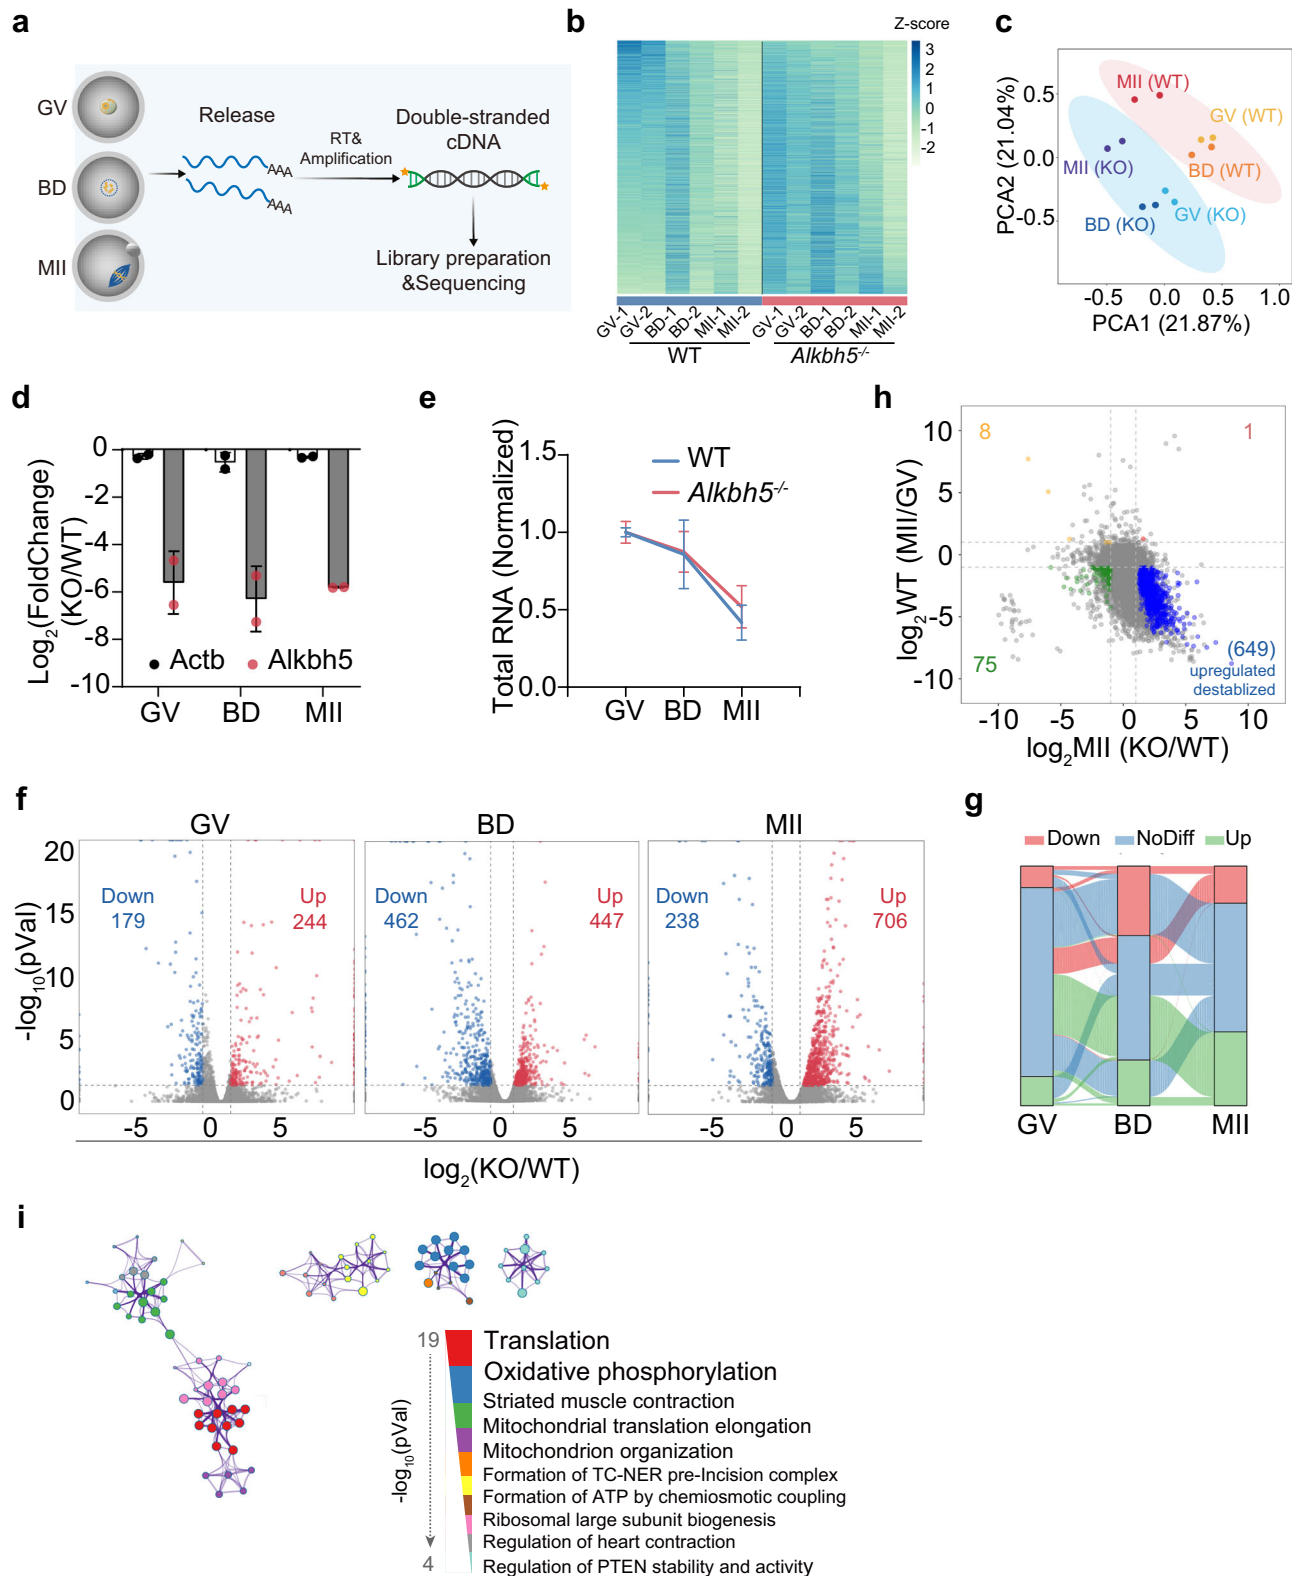 a
GV
BD
MII
Release
AAA
AAA
RT&
Amplification
Double-stranded
cDNA
Library preparation
&Sequencing
b
Z-score
3
2
1
0
-1
-2
GV-1
GV-2
BD-1
BD-2
MII-1
MII-2
GV-1
GV-2
BD-1
BD-2
MII-1
MII-2
WT
Alkbh5-/-
c
PCA2 (21.04%)
0.5
0.0
-0.5
MII (WT)
GV (WT)
MII (KO)
BD (WT)
GV (KO)
BD (KO)
-0.5
0.0
0.5
1.0
PCA1 (21.87%)
d
Log2(FoldChange)
(KO/WT)
0
-2
-4
-6
-8
-10
Actb
Alkbh5
GV
BD
MII
e
Total RNA (Normalized)
1.5
1.0
0.5
0.0
WT
Alkbh5-/-
GV
BD
MII
h
log2WT (MII/GV)
10
5
0
-5
-10
8
1
75
(649)
upregulated
destablized
-10
-5
0
5
10
log2MII (KO/WT)
f
GV
BD
MII
-log10(pVal)
20
15
10
5
0
Down
179
Up
244
Down
462
Up
447
Down
238
Up
706
-5
0
5
-5
0
5
-5
0
5
log2(KO/WT)
g
Down
NoDiff
Up
GV
BD
MII
i
-log10(pVal)
19
4
Translation
Oxidative phosphorylation
Striated muscle contraction
Mitochondrial translation elongation
Mitochondrion organization
Formation of TC-NER pre-Incision complex
Formation of ATP by chemiosmotic coupling
Ribosomal large subunit biogenesis
Regulation of heart contraction
Regulation of PTEN stability and activity